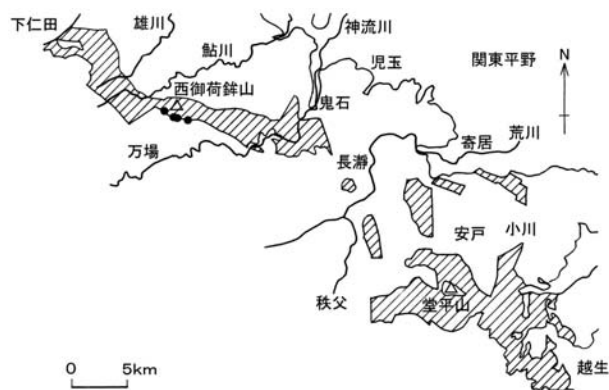 下仁田
雄川
鮎川
神流川
児玉
関東平野
N
西御荷鉾山
鬼石
寄居
荒川
万場
長瀞
安戸
小川
秩父
堂平山
越生
0
5km